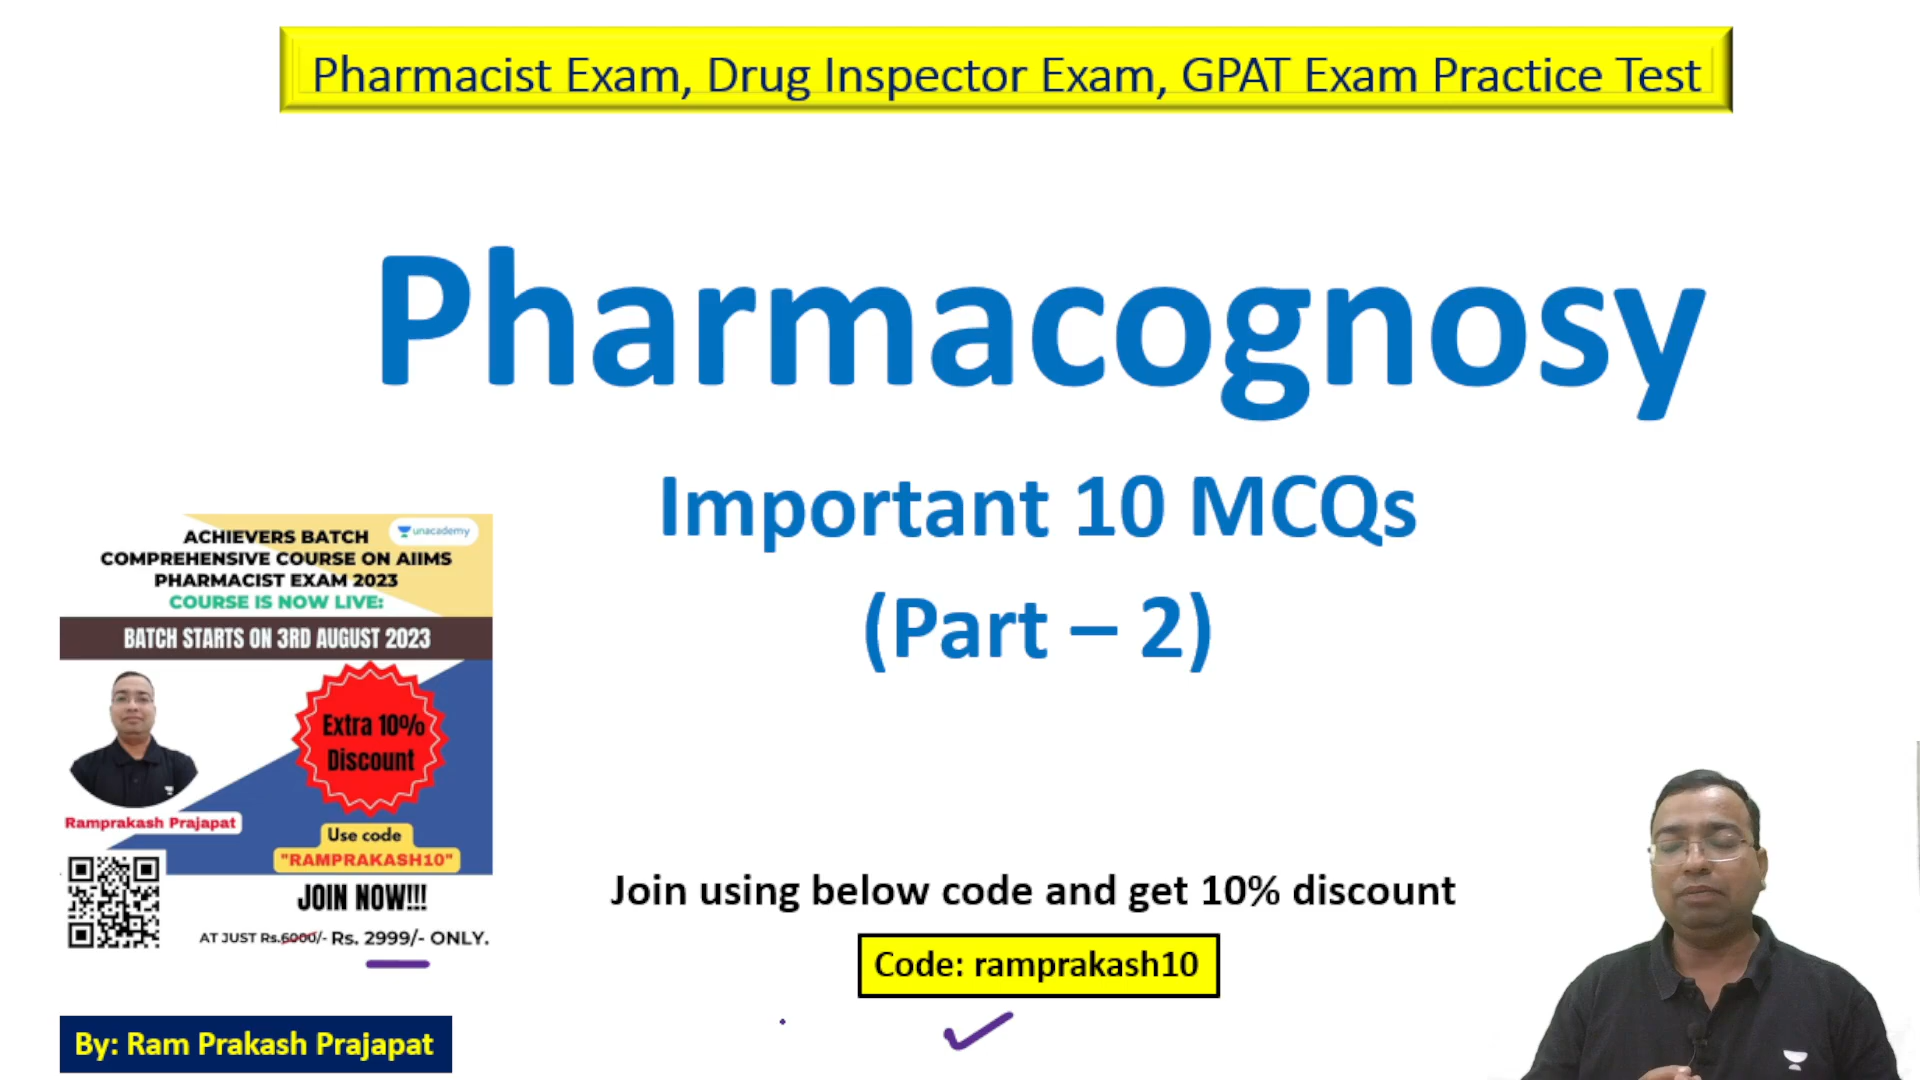 Pharmacist Exam, Drug Inspector Exam, GPAT Exam Practice Test
Pharmacognosy
Important 10 MCQs
(Part – 2)
ACHIEVERS BATCH
unacademy
COMPREHENSIVE COURSE ON AIIMS
PHARMACIST EXAM 2023
COURSE IS NOW LIVE:
BATCH STARTS ON 3RD AUGUST 2023
Extra 10%
Discount
Ramprakash Prajapat
Use code
"RAMPRAKASH10"
JOIN NOW!!!
AT JUST Rs.6000/- Rs. 2999/- ONLY.
Join using below code and get 10% discount
Code: ramprakash10
By: Ram Prakash Prajapat